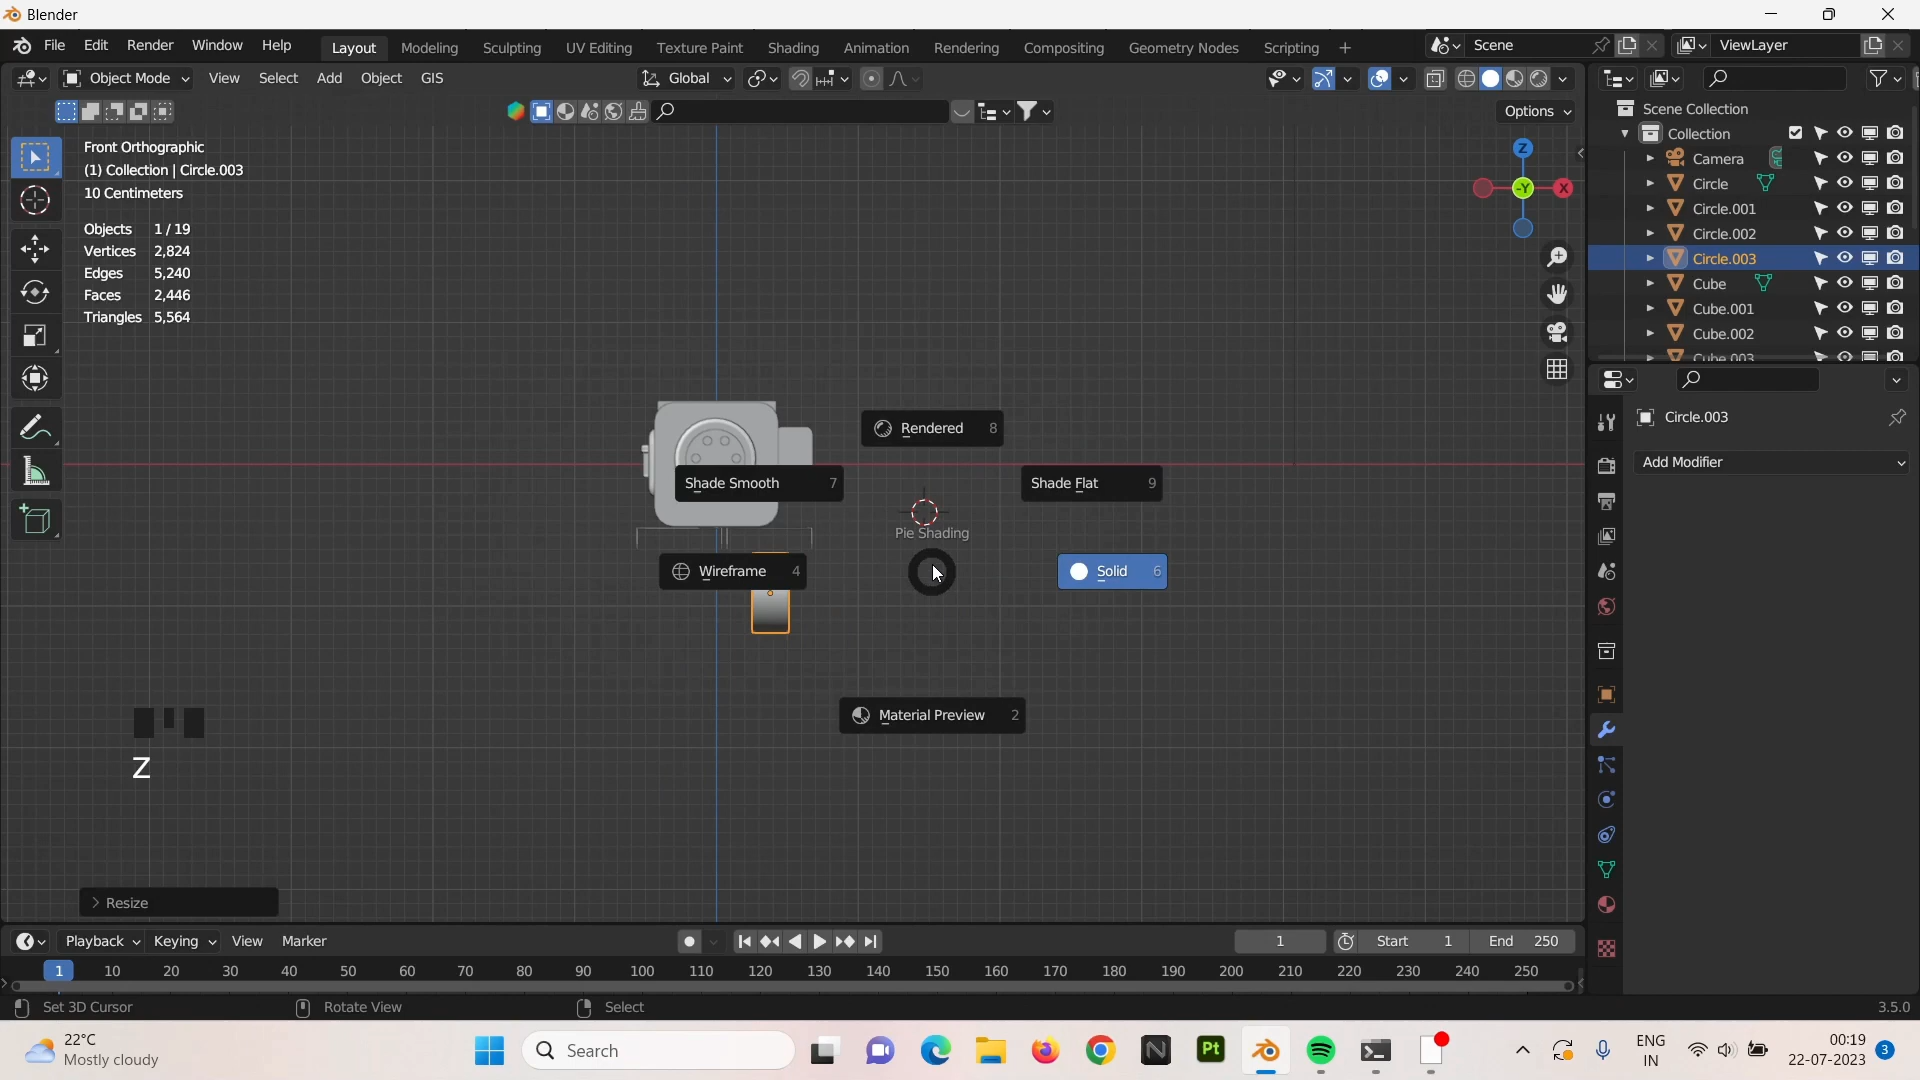 Blender
File Edit Render Window Help
Layout Modeling Sculpting UV Editing Texture Paint Shading Animation Rendering Compositing Geometry Nodes Scripting +
Scene
ViewLayer
Object Mode View Select Add Object GIS
Global
Options
Front Orthographic
(1) Collection | Circle.003
10 Centimeters
Objects 1 / 19
Vertices 2,824
Edges 5,240
Faces 2,446
Triangles 5,564
Z
-Y
X
Scene Collection
Collection
Camera
Circle
Circle.001
Circle.002
Circle.003
Cube
Cube.001
Cube.002
Cube.003
Circle.003
Add Modifier
Rendered 8
Shade Smooth 7
Shade Flat 9
Pie Shading
Wireframe 4
Solid 6
Material Preview 2
Z
Resize
Playback Keying View Marker
1
Start 1
End 250
1 10 20 30 40 50 60 70 80 90 100 110 120 130 140 150 160 170 180 190 200 210 220 230 240 250
Set 3D Cursor
Rotate View
Select
3.5.0
22°C
Mostly cloudy
Search
N
Pt
ENG
IN
00:19
22-07-2023
3